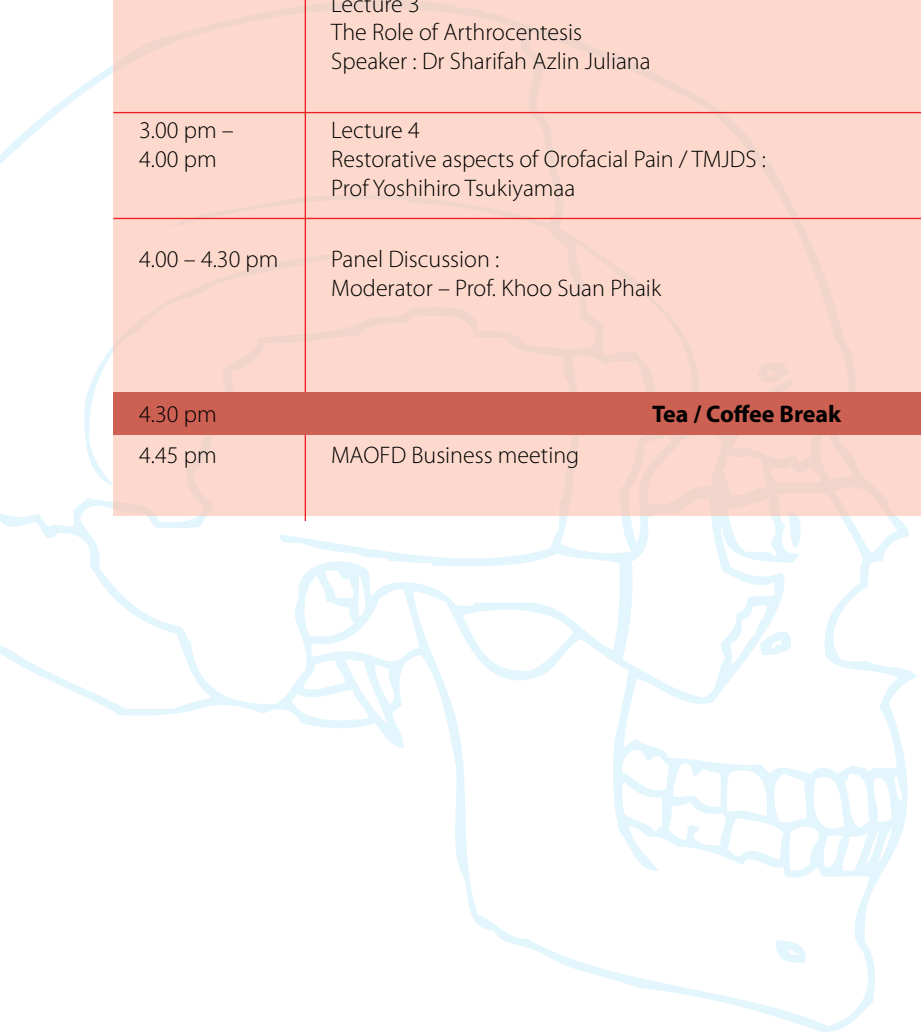 Lecture 3
The Role of Arthrocentesis
Speaker : Dr Sharifah Azlin Juliana
3.00 pm –
4.00 pm
Lecture 4
Restorative aspects of Orofacial Pain / TMJDS :
Prof Yoshihiro Tsukiyamaa
4.00 – 4.30 pm
Panel Discussion :
Moderator – Prof. Khoo Suan Phaik
4.30 pm
Tea / Coffee Break
4.45 pm
MAOFD Business meeting